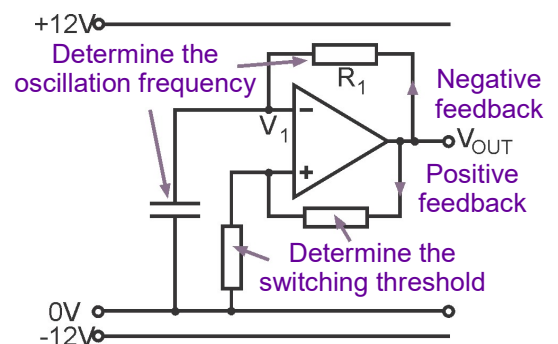 +12V
Determine the
oscillation frequency
R1
Negative
feedback
V1
−
+
VOUT
Positive
feedback
Determine the
switching threshold
0V
-12V